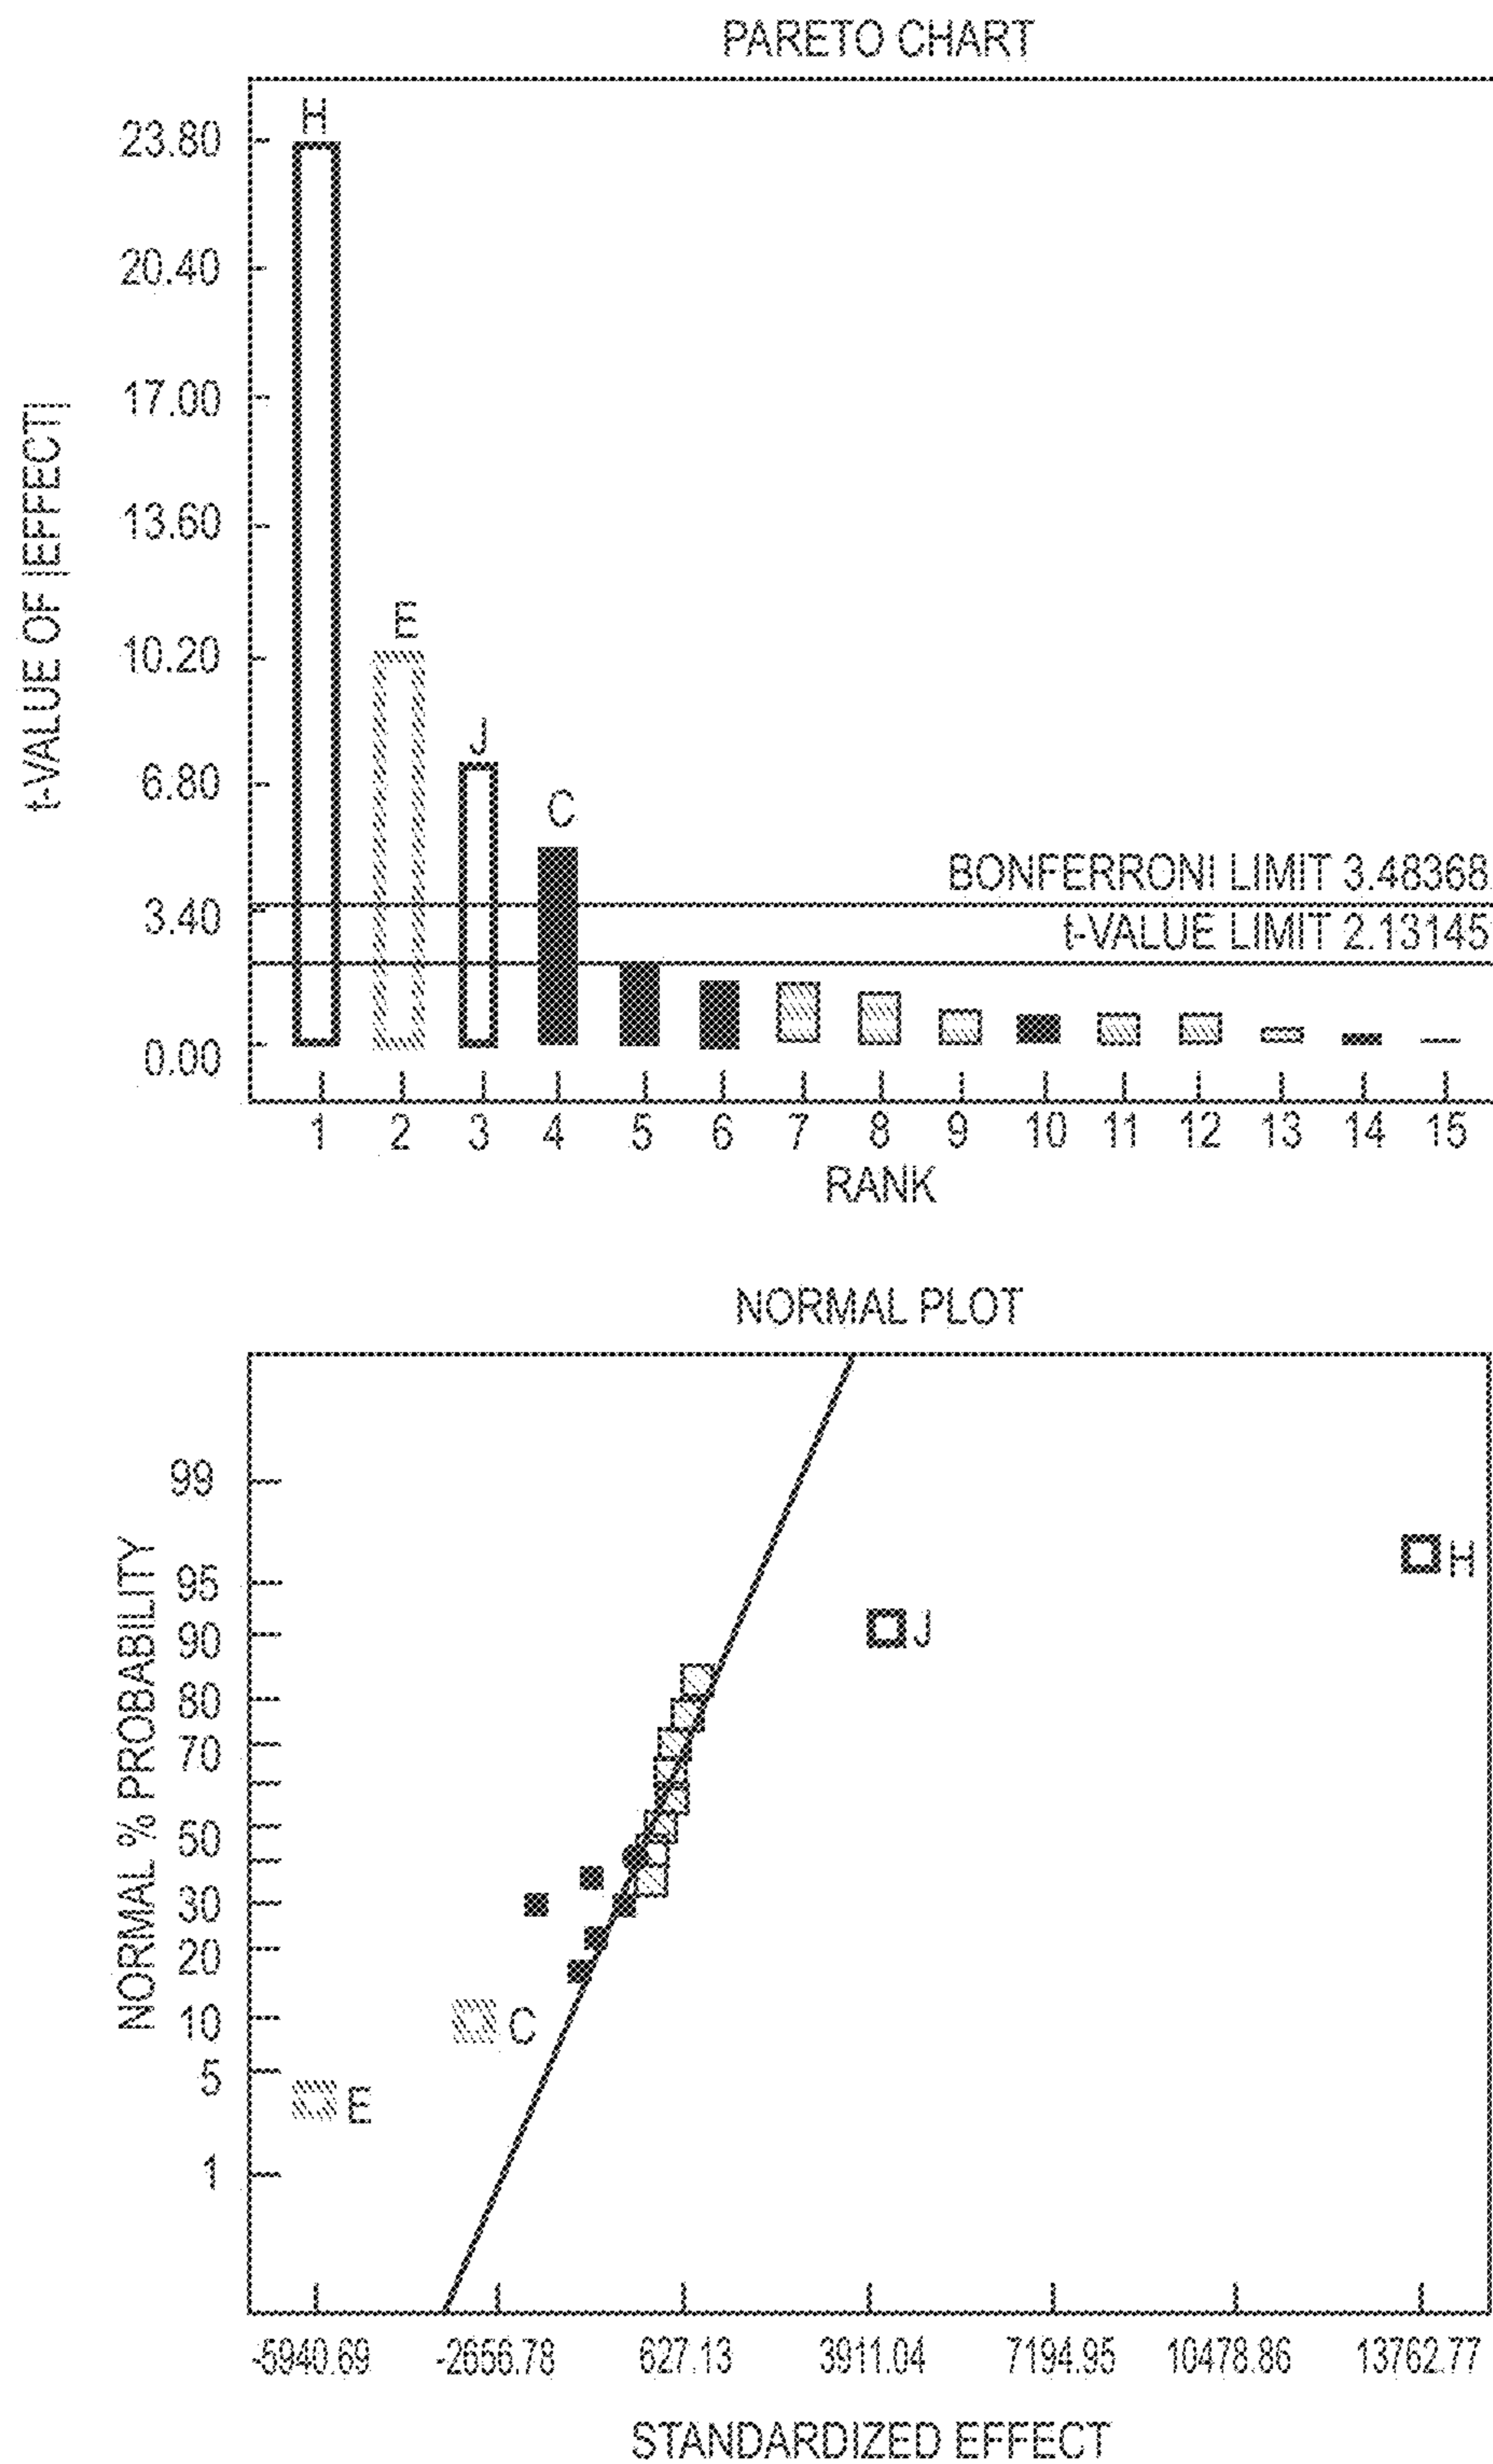 PARETO CHART
t-VALUE OF |EFFECT|
23.80
20.40
17.00
13.60
10.20
6.80
3.40
0.00
H
E
J
C
BONFERRONI LIMIT 3.48368
t-VALUE LIMIT 2.13145
1 2 3 4 5 6 7 8 9 10 11 12 13 14 15
RANK
NORMAL PLOT
NORMAL % PROBABILITY
99
95
90
80
70
50
30
20
10
5
1
H
J
C
E
-5940.69 -2656.78 627.13 3911.04 7194.95 10478.86 13762.77
STANDARDIZED EFFECT